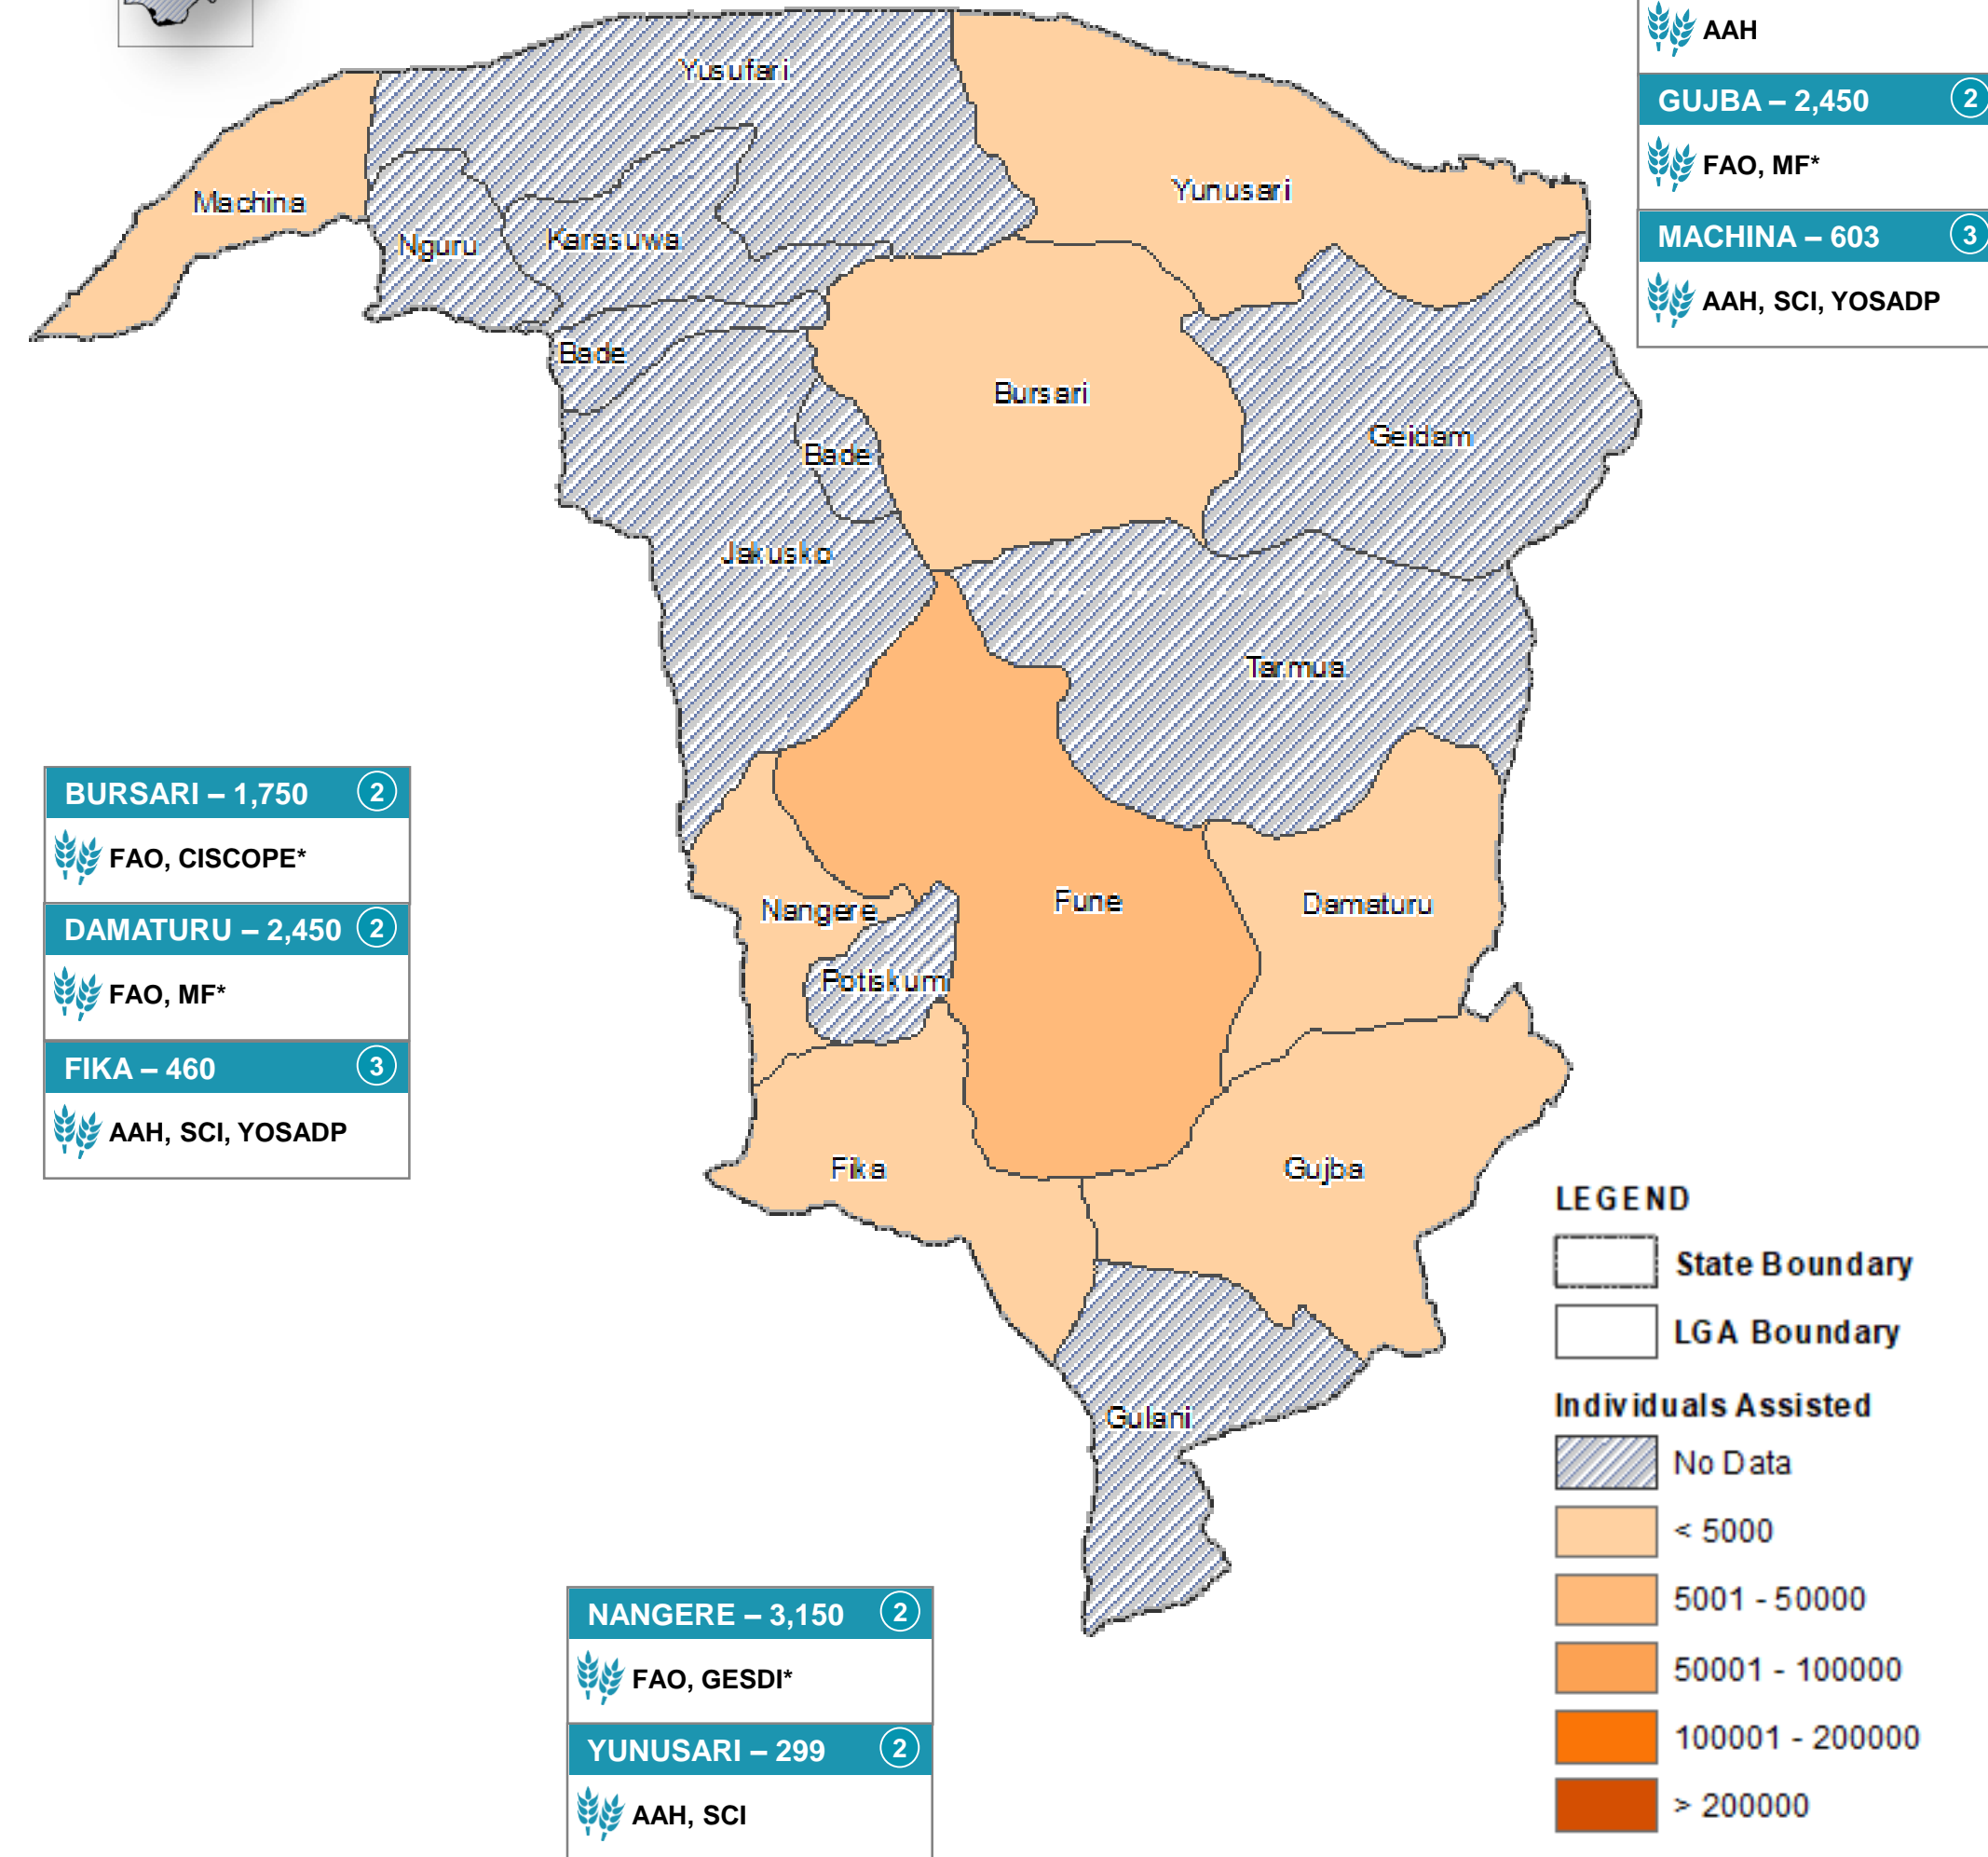 AAH
GUJBA – 2,450 2
FAO, MF*
MACHINA – 603 3
AAH, SCI, YOSADP
Yusufari
Machina
Yunusari
Nguru
Karasuwa
Bade
Bursari
Geidam
Bade
Jakusko
Tarmua
BURSARI – 1,750 2
FAO, CISCOPE*
DAMATURU – 2,450 2
FAO, MF*
FIKA – 460 3
AAH, SCI, YOSADP
Nangere
Fune
Damaturu
Potiskum
Fika
Gujba
Gulani
LEGEND
State Boundary
LGA Boundary
Individuals Assisted
No Data
< 5000
5001 - 50000
50001 - 100000
100001 - 200000
> 200000
NANGERE – 3,150 2
FAO, GESDI*
YUNUSARI – 299 2
AAH, SCI